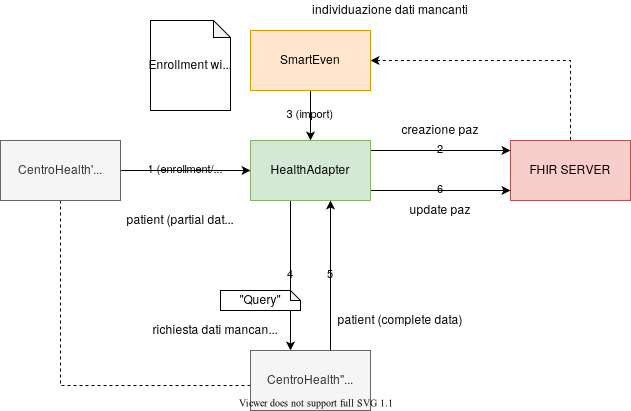 individuazione dati mancanti
Enrollment wi...
SmartEven
3 (import)
creazione paz
CentroHealth'...
1 (enrollment/...
HealthAdapter
2
FHIR SERVER
6
patient (partial dat...
update paz
4
5
"Query"
richiesta dati mancan...
patient (complete data)
CentroHealth"...
Viewer does not support full SVG 1.1